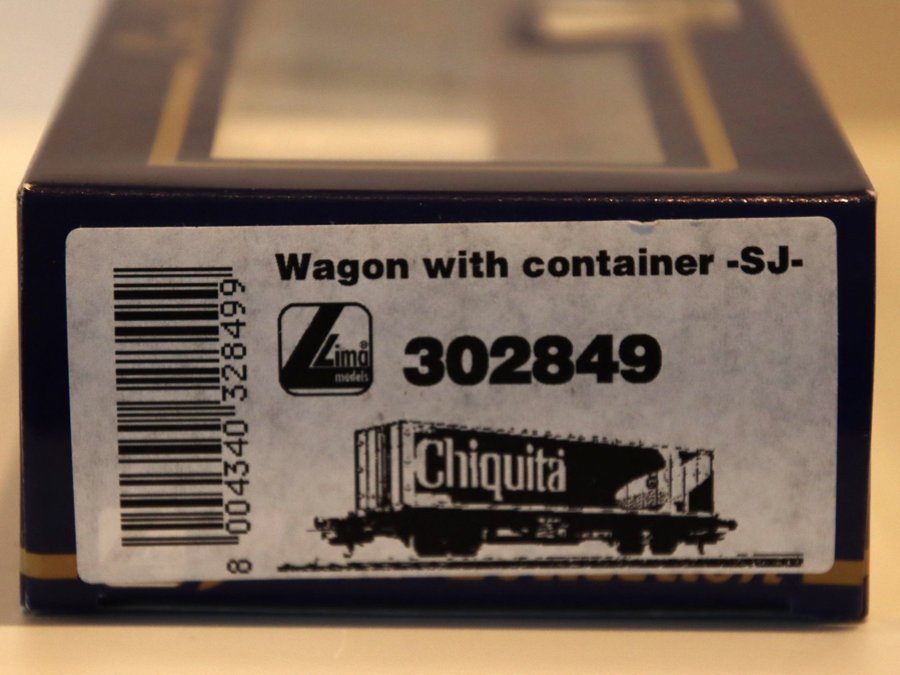 Wagon with container -SJ-
Lima
models
302849
Chiquita
8 004340 328499